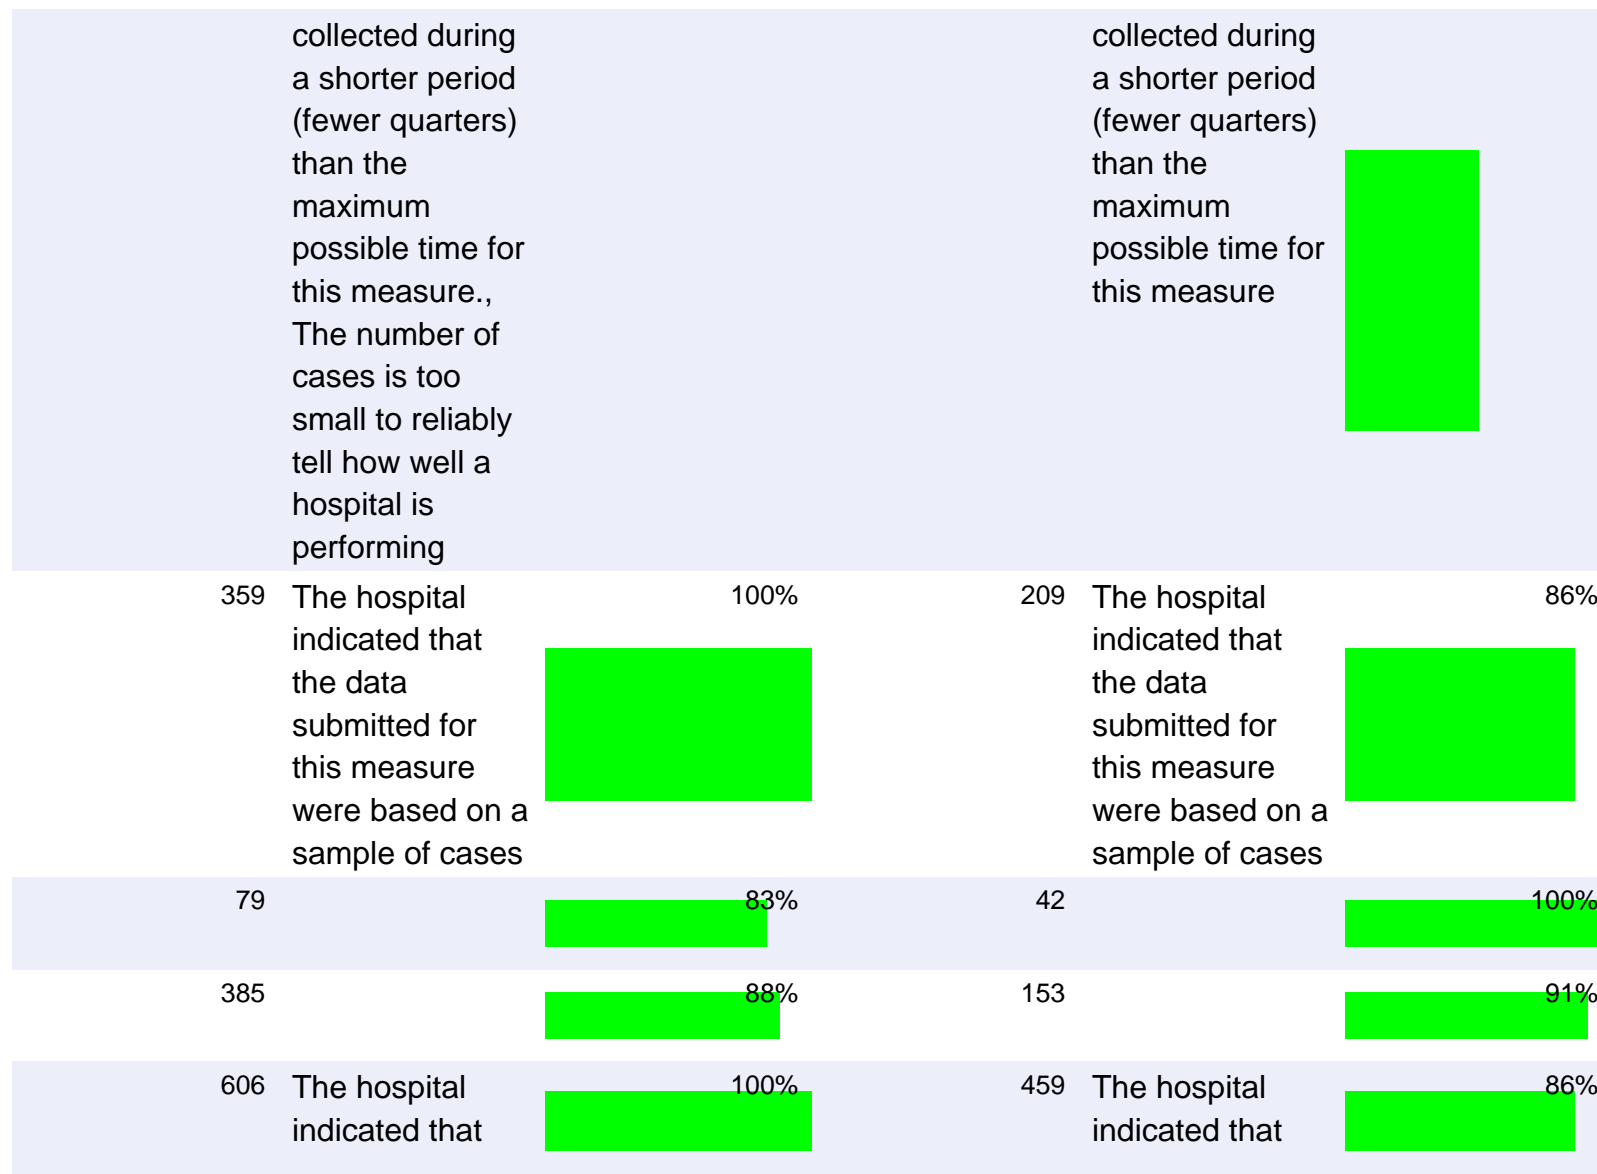 collected during
a shorter period
(fewer quarters)
than the
maximum
possible time for
this measure.,
The number of
cases is too
small to reliably
tell how well a
hospital is
performing
collected during
a shorter period
(fewer quarters)
than the
maximum
possible time for
this measure
359
The hospital
indicated that
the data
submitted for
this measure
were based on a
sample of cases
100%
209
The hospital
indicated that
the data
submitted for
this measure
were based on a
sample of cases
86%
79
83%
42
100%
385
88%
153
91%
606
The hospital
indicated that
100%
459
The hospital
indicated that
86%